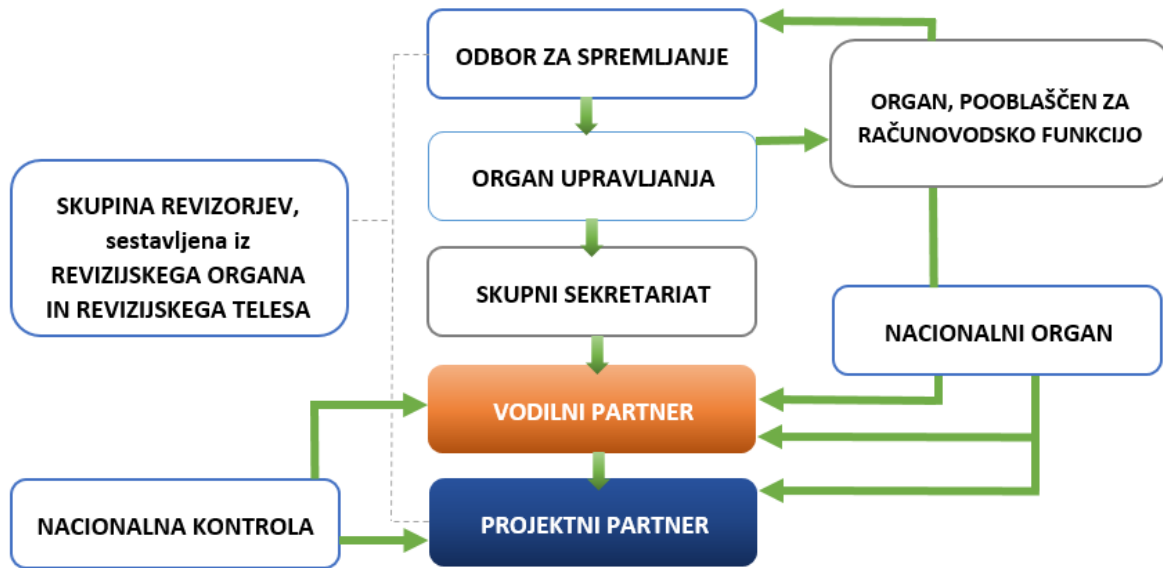 ODBOR ZA SPREMLJANJE
ORGAN, POOBLAŠČEN ZA
RAČUNOVODSKO FUNKCIJO
ORGAN UPRAVLJANJA
SKUPINA REVIZORJEV,
sestavljena iz
REVIZIJSKEGA ORGANA
IN REVIZIJSKEGA TELESA
SKUPNI SEKRETARIAT
NACIONALNI ORGAN
VODILNI PARTNER
NACIONALNA KONTROLA
PROJEKTNI PARTNER